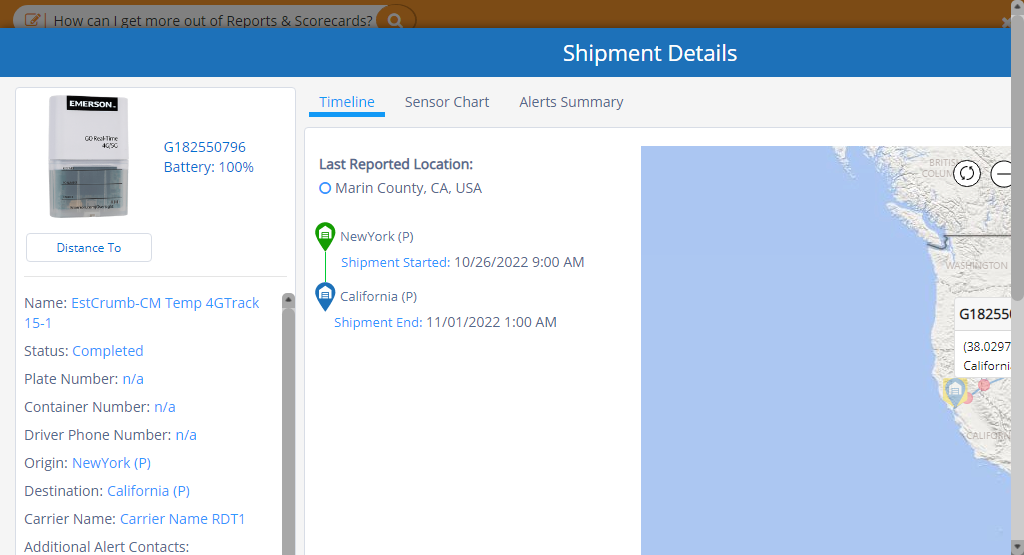 How can I get more out of Reports & Scorecards?
Shipment Details
EMERSON
GO Real-Time
4G/5G
G182550796
Battery: 100%
Distance To
Name: EstCrumb-CM Temp 4GTrack
15-1
Status: Completed
Plate Number: n/a
Container Number: n/a
Driver Phone Number: n/a
Origin: NewYork (P)
Destination: California (P)
Carrier Name: Carrier Name RDT1
Additional Alert Contacts:
Timeline
Sensor Chart
Alerts Summary
Last Reported Location:
Marin County, CA, USA
NewYork (P)
Shipment Started: 10/26/2022 9:00 AM
California (P)
Shipment End: 11/01/2022 1:00 AM
BRITIS
COLUM
WASHINGTON
G18255
(38.0297
Californi
CALIFORN